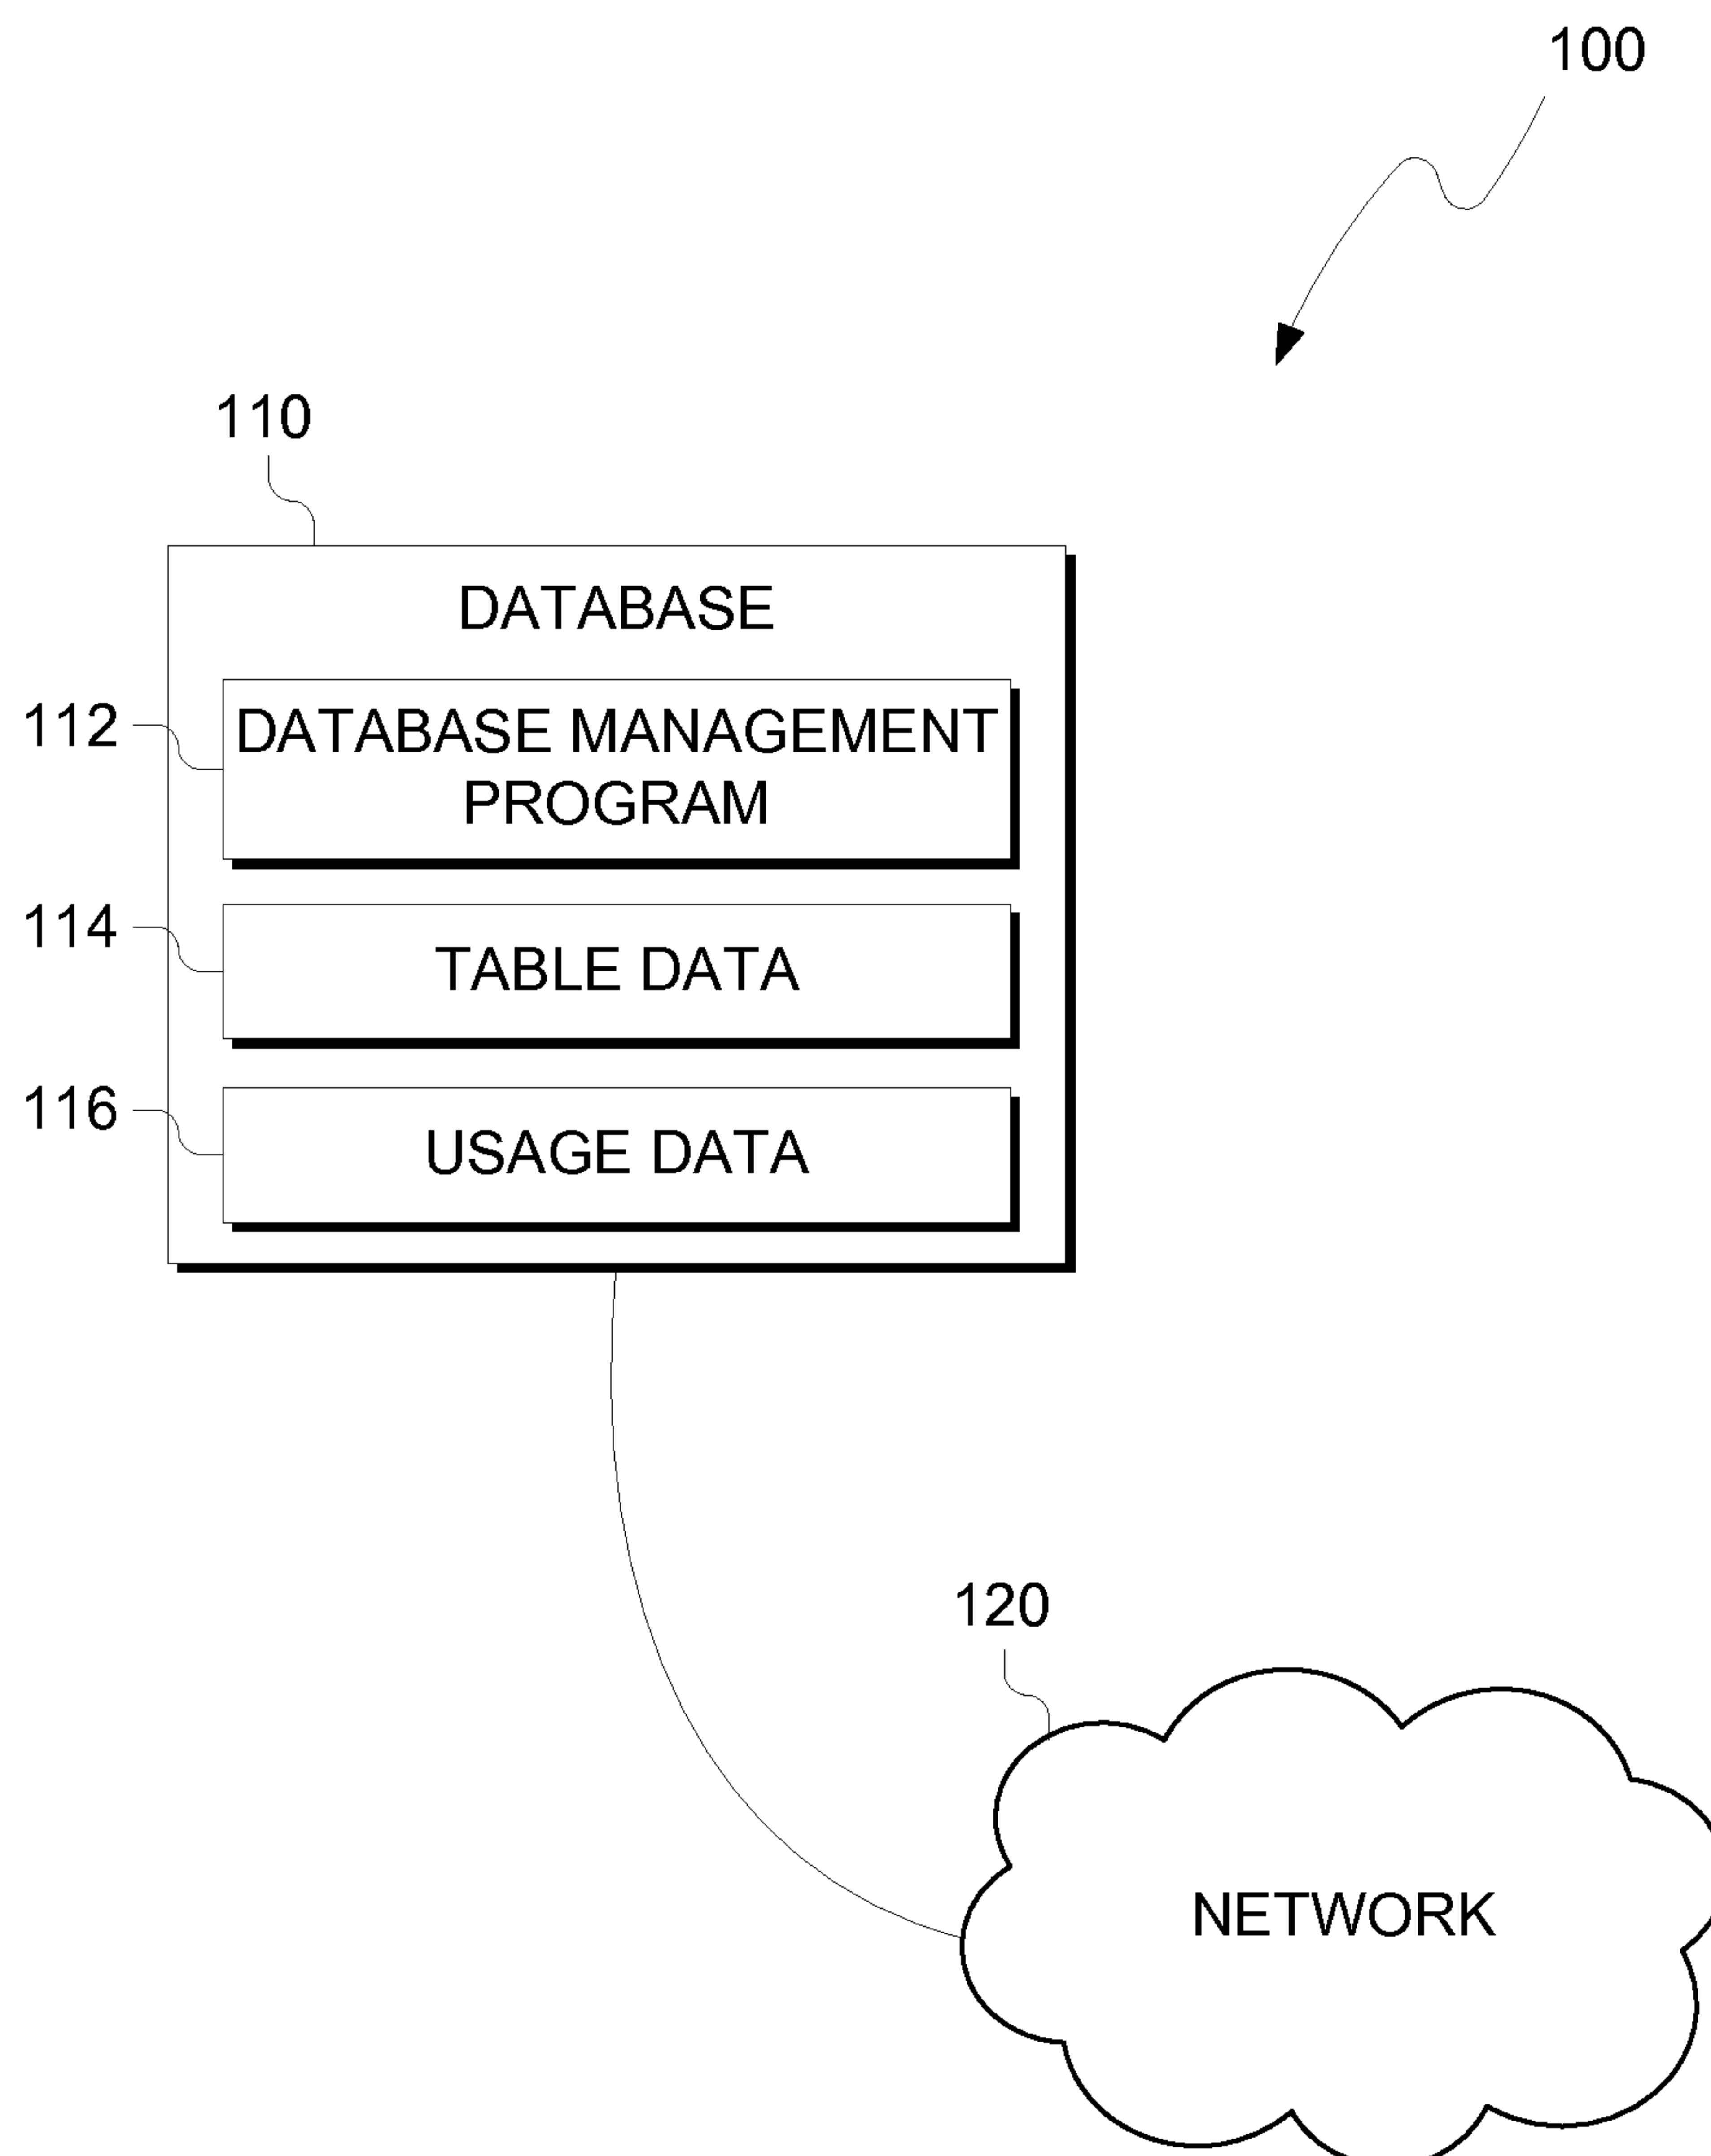 100
110
DATABASE
112
DATABASE MANAGEMENT
PROGRAM
114
TABLE DATA
116
USAGE DATA
120
NETWORK